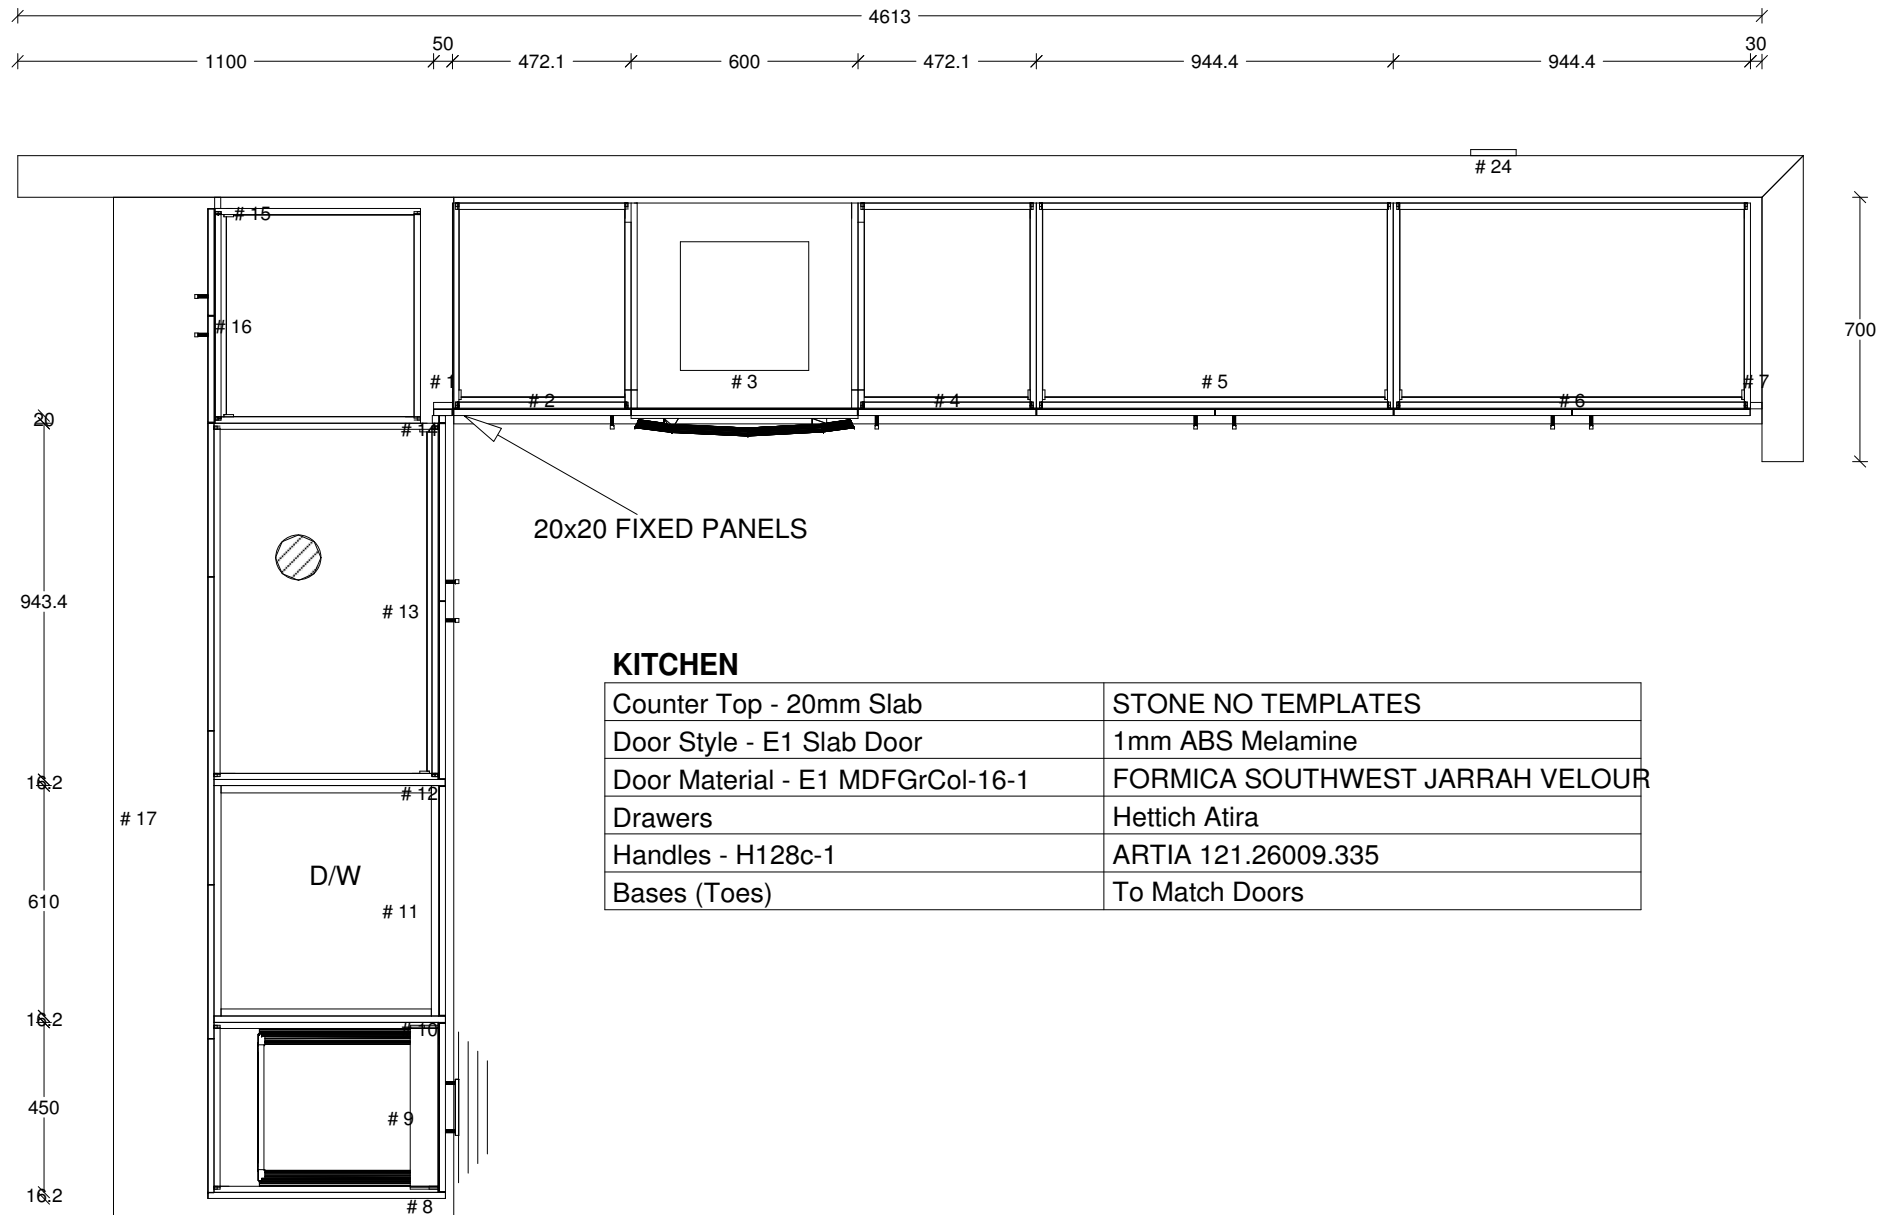 4613
1100 50 472.1 600 472.1 944.4 944.4 30
# 24
700
# 15
# 16
# 1
# 2
# 3
# 4
# 5
# 6
# 7
20
# 14
20x20 FIXED PANELS
943.4
# 13
KITCHEN
Counter Top - 20mm Slab STONE NO TEMPLATES
Door Style - E1 Slab Door 1mm ABS Melamine
Door Material - E1 MDFGrCol-16-1 FORMICA SOUTHWEST JARRAH VELOUR
Drawers Hettich Atira
Handles - H128c-1 ARTIA 121.26009.335
Bases (Toes) To Match Doors
16.2
# 12
# 17
D/W
610
# 11
16.2
# 10
450
# 9
16.2
# 8